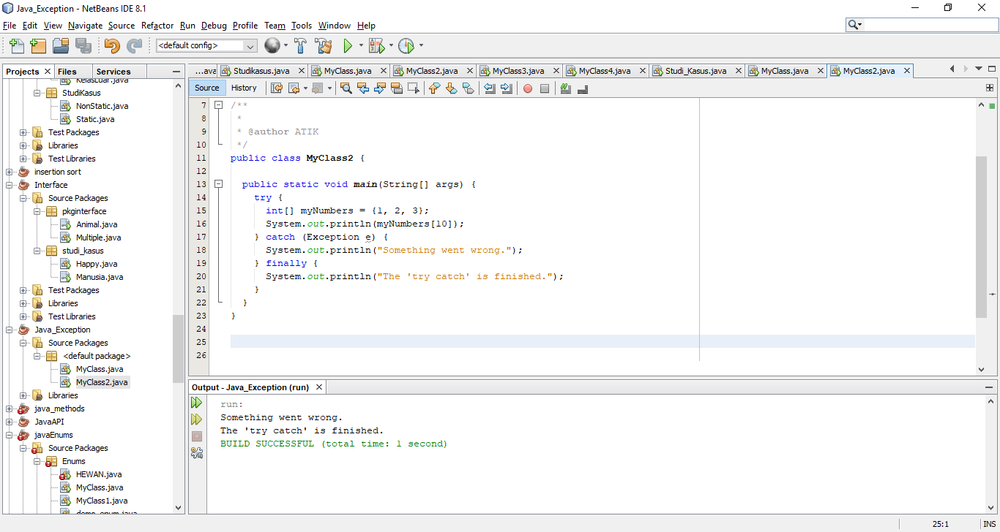 Java_Exception - NetBeans IDE 8.1
File Edit View Navigate Source Refactor Run Debug Profile Team Tools Window Help
<default config>
Projects Files Services
KelasLuar.java
StudiKasus
NonStatic.java
Static.java
Test Packages
Libraries
Test Libraries
insertion sort
Interface
Source Packages
pkginterface
Animal.java
Multiple.java
studi_kasus
Happy.java
Manusia.java
Test Packages
Libraries
Test Libraries
Java_Exception
Source Packages
<default package>
MyClass.java
MyClass2.java
Libraries
java_methods
JavaAPI
javaEnums
Source Packages
Enums
HEWAN.java
MyClass.java
MyClass1.java
demo_enum.java
...ava Studikasus.java MyClass.java MyClass2.java MyClass3.java MyClass4.java Studi_Kasus.java MyClass.java MyClass2.java
Source History
7 /**
8 *
9 * @author ATIK
10 */
11 public class MyClass2 {
12
13 public static void main(String[] args) {
14 try {
15 int[] myNumbers = {1, 2, 3};
16 System.out.println(myNumbers[10]);
17 } catch (Exception e) {
18 System.out.println("Something went wrong.");
19 } finally {
20 System.out.println("The 'try catch' is finished.");
21 }
22 }
23 }
24
25
26
Output - Java_Exception (run)
run:
Something went wrong.
The 'try catch' is finished.
BUILD SUCCESSFUL (total time: 1 second)
25:1 INS